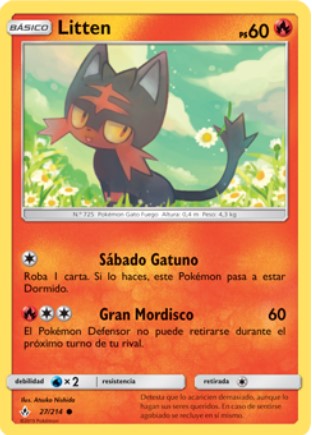 BÁSICO Litten PS60
N.º 725 Pokémon Gato Fuego Altura: 0,4 m Peso: 4,3 kg
Sábado Gatuno
Roba 1 carta. Si lo haces, este Pokémon pasa a estar
Dormido.
Gran Mordisco 60
El Pokémon Defensor no puede retirarse durante el
próximo turno de tu rival.
debilidad ×2 resistencia retirada
Ilus. Atsuko Nishida
27/214
Detesta que lo acaricien demasiado, aunque lo
hagan sus seres queridos. En caso de sentirse
agobiado se recluye en sí mismo.
©2019 Pokémon